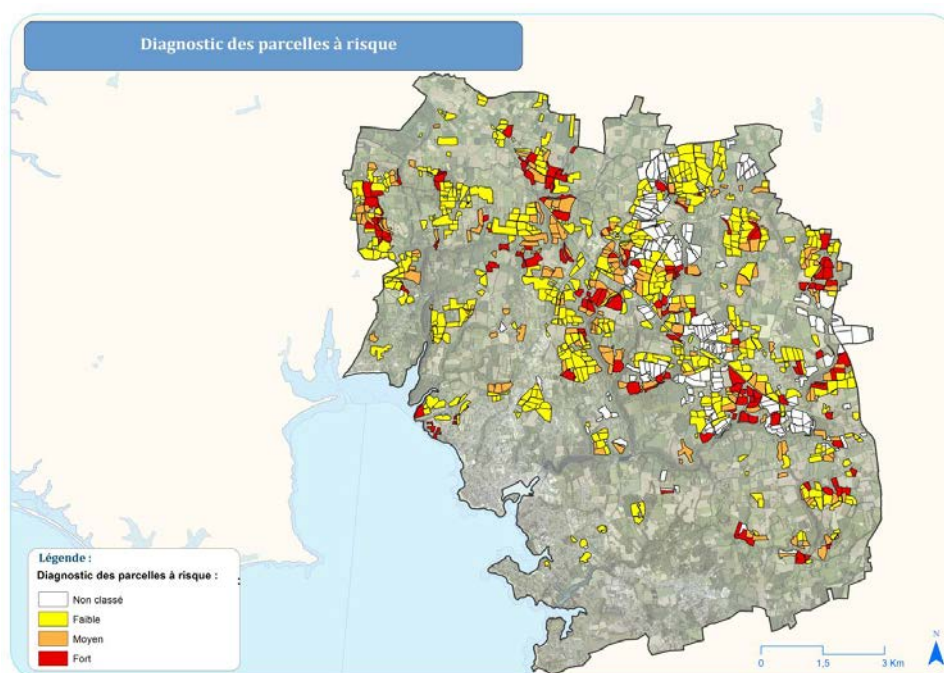 Diagnostic des parcelles à risque
Légende :
Diagnostic des parcelles à risque :
:
Non classé
Faible
Moyen
Fort
N
0 1,5 3 Km